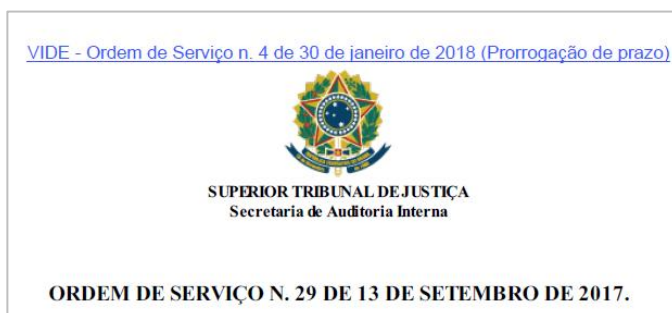 VIDE - Ordem de Serviço n. 4 de 30 de janeiro de 2018 (Prorrogação de prazo)
SUPERIOR TRIBUNAL DE JUSTIÇA
Secretaria de Auditoria Interna
ORDEM DE SERVIÇO N. 29 DE 13 DE SETEMBRO DE 2017.